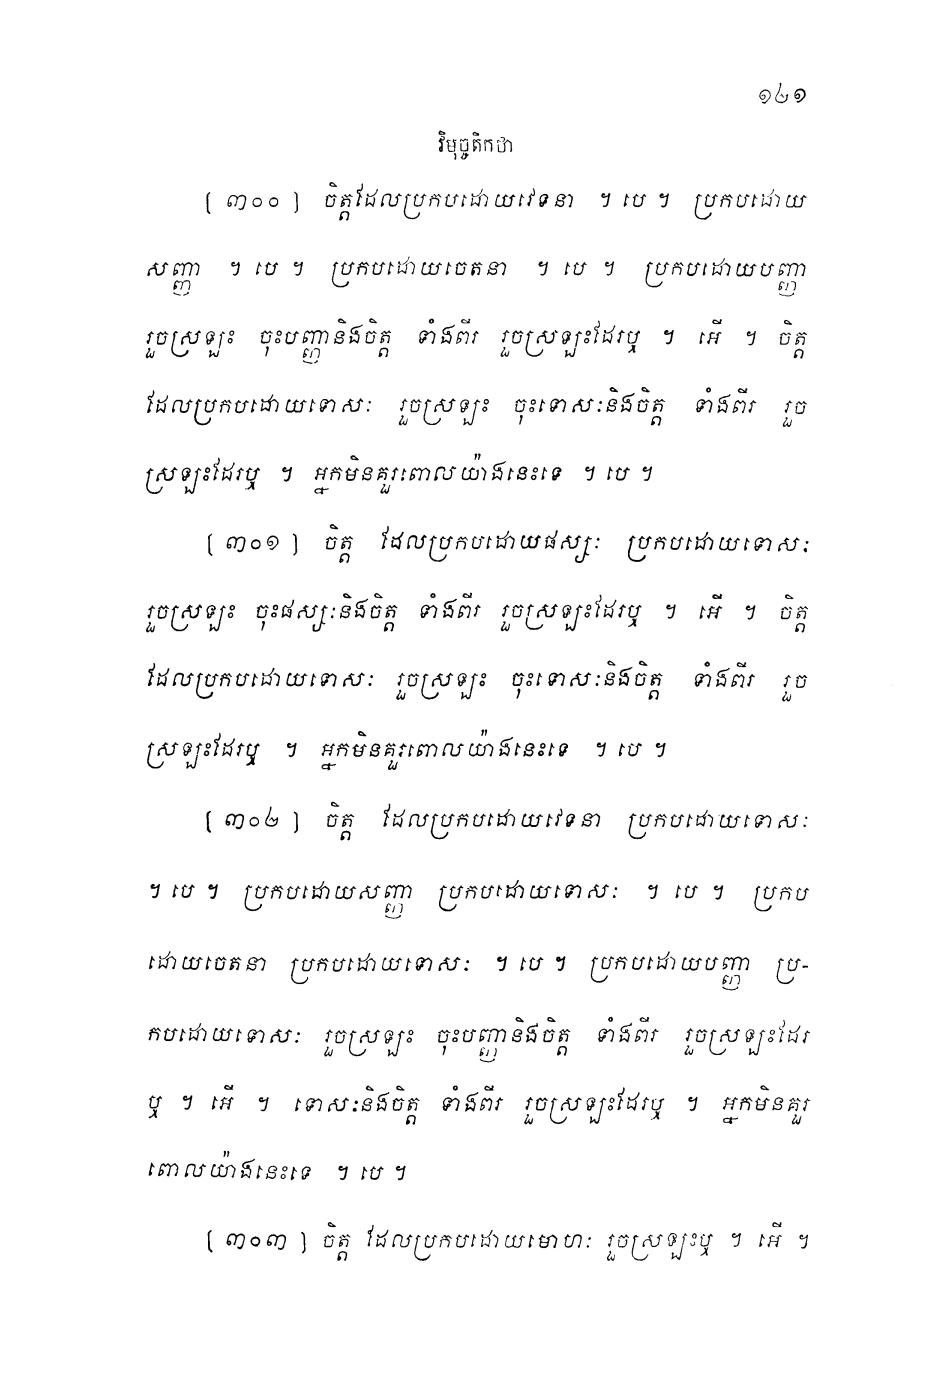 ១៤១
វិមុច្ចតិកថា
[ ៣០០ ] ចិត្តដែលប្រកបដោយវេទនា ។ បេ ។ ប្រកបដោយ
សញ្ញា ។ បេ ។ ប្រកបដោយចេតនា ។ បេ ។ ប្រកបដោយបញ្ញា
រួចស្រឡះ ចុះបញ្ញានិងចិត្ត ទាំងពីរ រួចស្រឡះដែរឬ ។ អើ ។ ចិត្ត
ដែលប្រកបដោយទោសៈ រួចស្រឡះ ចុះទោសៈនិងចិត្ត ទាំងពីរ រួច
ស្រឡះដែរឬ ។ អ្នកមិនគួរពោលយ៉ាងនេះទេ ។ បេ ។
[ ៣០១ ] ចិត្ត ដែលប្រកបដោយផស្សៈ ប្រកបដោយទោសៈ
រួចស្រឡះ ចុះផស្សៈនិងចិត្ត ទាំងពីរ រួចស្រឡះដែរឬ ។ អើ ។ ចិត្ត
ដែលប្រកបដោយទោសៈ រួចស្រឡះ ចុះទោសៈនិងចិត្ត ទាំងពីរ រួច
ស្រឡះដែរឬ ។ អ្នកមិនគួរពោលយ៉ាងនេះទេ ។ បេ ។
[ ៣០២ ] ចិត្ត ដែលប្រកបដោយវេទនា ប្រកបដោយទោសៈ
។ បេ ។ ប្រកបដោយសញ្ញា ប្រកបដោយទោសៈ ។ បេ ។ ប្រកប
ដោយចេតនា ប្រកបដោយទោសៈ ។ បេ ។ ប្រកបដោយបញ្ញា ប្រ-
កបដោយទោសៈ រួចស្រឡះ ចុះបញ្ញានិងចិត្ត ទាំងពីរ រួចស្រឡះដែរ
ឬ ។ អើ ។ ទោសៈនិងចិត្ត ទាំងពីរ រួចស្រឡះដែរឬ ។ អ្នកមិនគួរ
ពោលយ៉ាងនេះទេ ។ បេ ។
[ ៣០៣ ] ចិត្ត ដែលប្រកបដោយមោហៈ រួចស្រឡះឬ ។ អើ ។